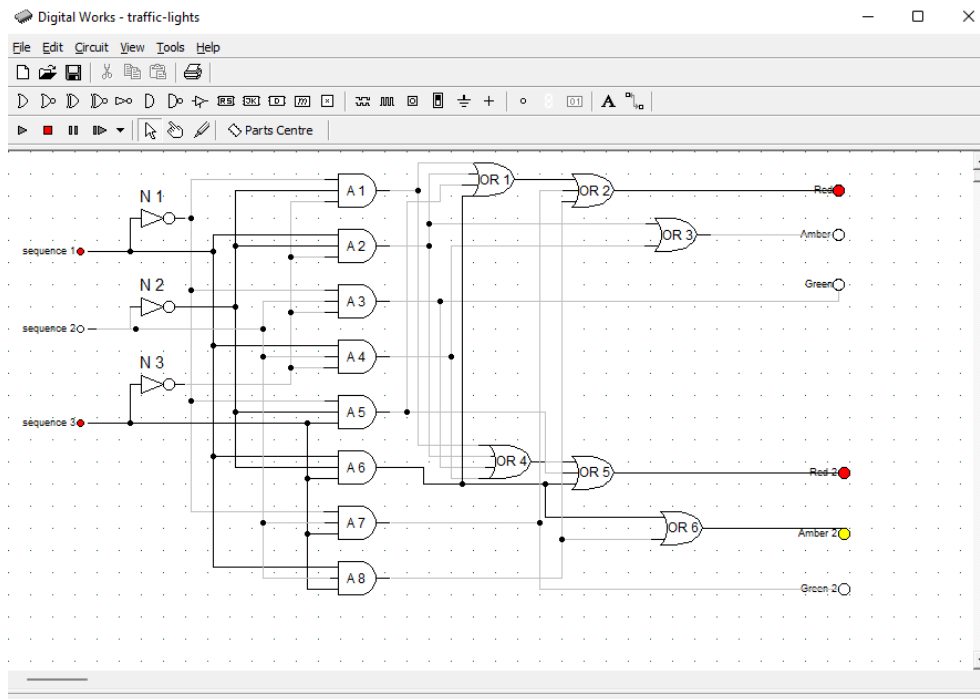 Digital Works - traffic-lights
File Edit Circuit View Tools Help
Parts Centre
N 1
A 1
OR 1
OR 2
Red
sequence 1
A 2
OR 3
Amber
N 2
Green
A 3
sequence 2
A 4
N 3
A 5
sequence 3
A 6
OR 4
OR 5
Red 2
A 7
OR 6
Amber 2
A 8
Green 2